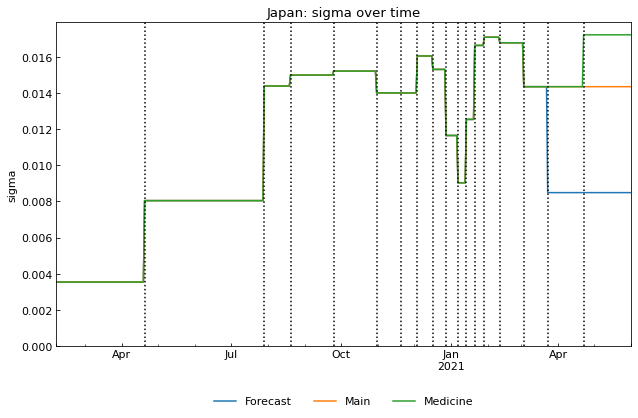 Japan: sigma over time
sigma
0.016
0.014
0.012
0.010
0.008
0.006
0.004
0.002
0.000
Apr Jul Oct Jan Apr
2021
Forecast Main Medicine